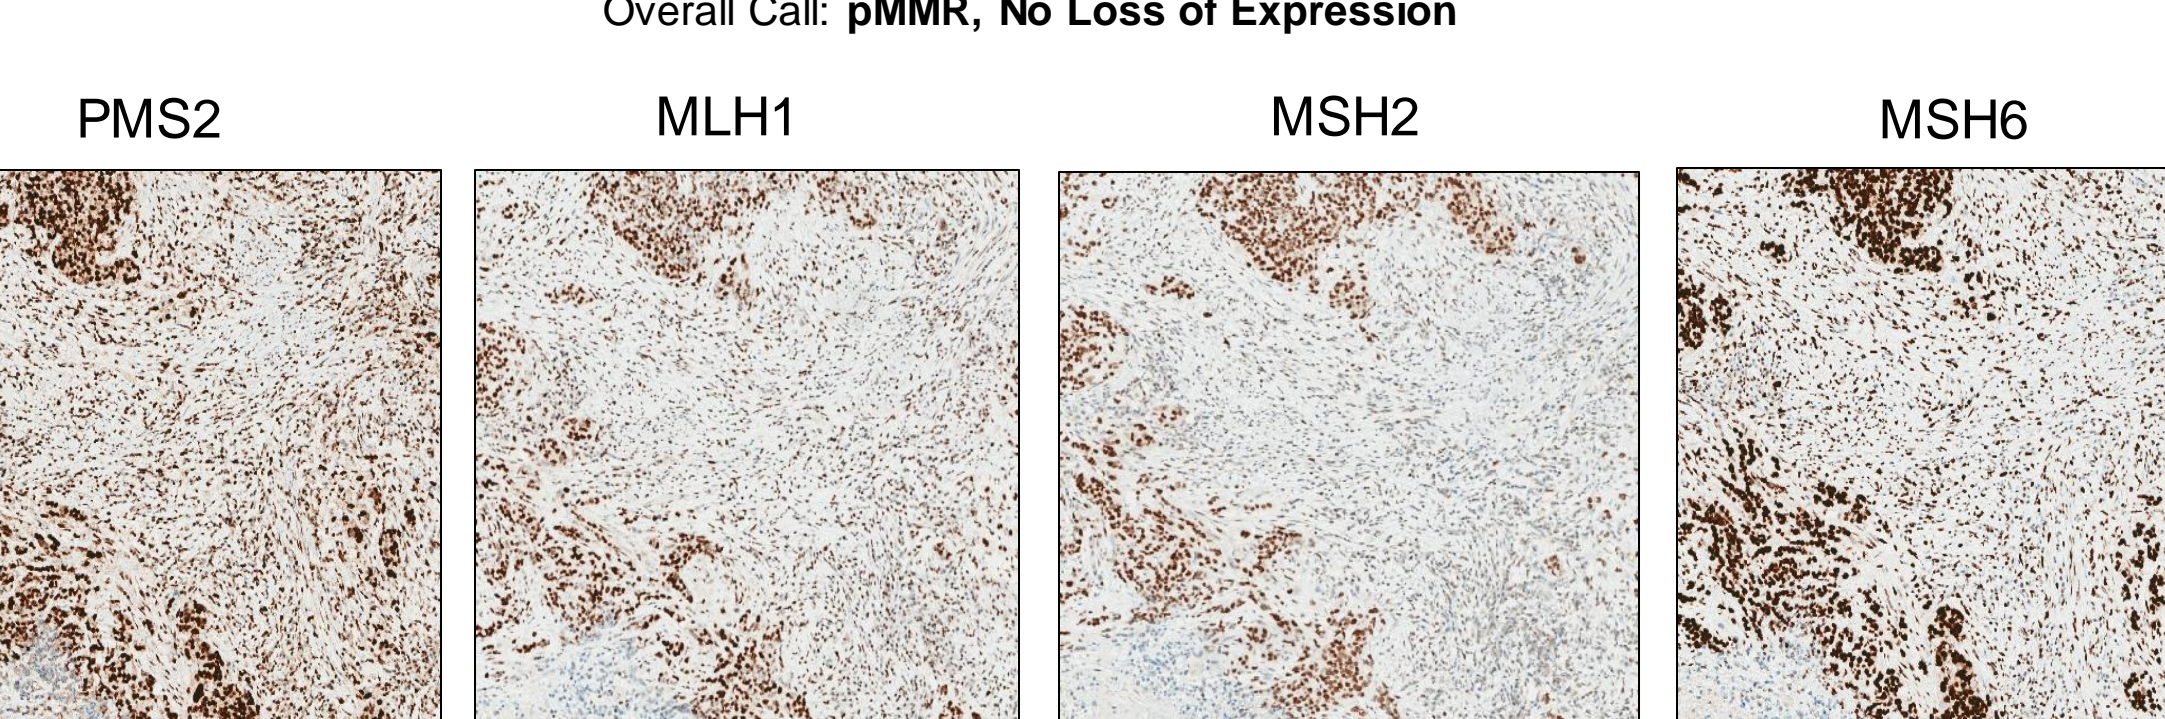 Overall Call: pMMR, No Loss of Expression
PMS2 MLH1 MSH2 MSH6